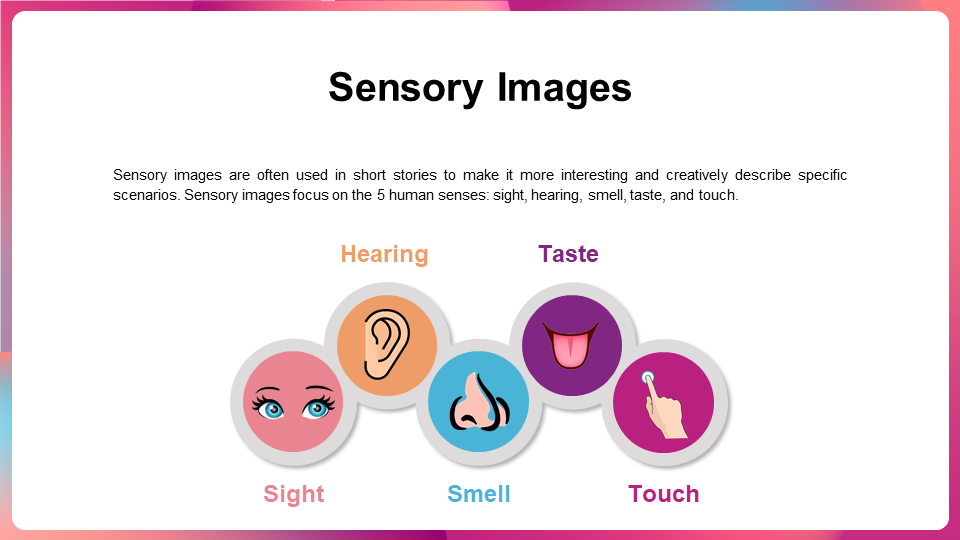 Sensory Images
Sensory images are often used in short stories to make it more interesting and creatively describe specific
scenarios. Sensory images focus on the 5 human senses: sight, hearing, smell, taste, and touch.
Hearing
Taste
Sight
Smell
Touch